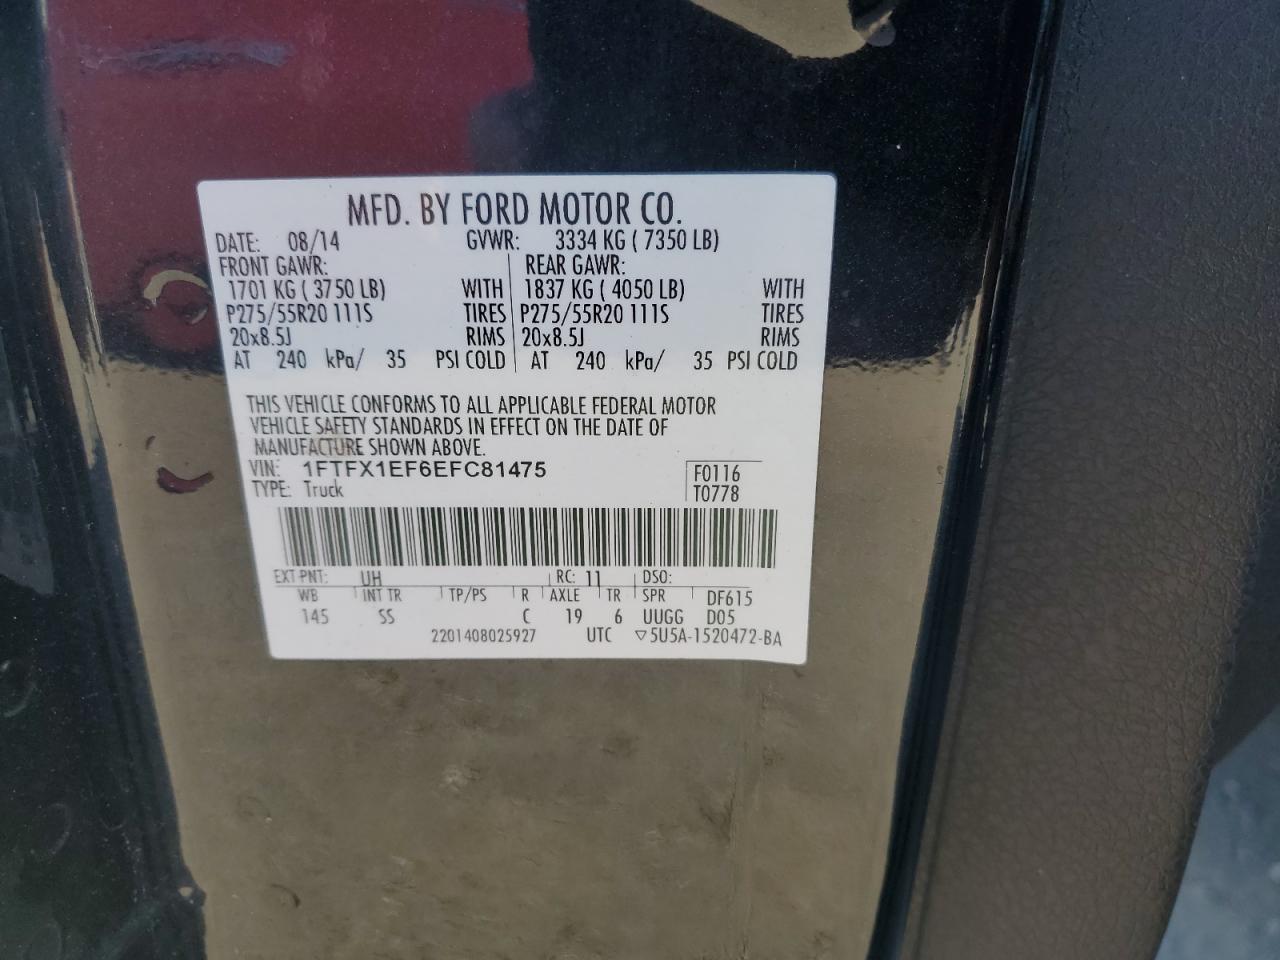 MFD. BY FORD MOTOR CO.
DATE: 08/14 GVWR: 3334 KG ( 7350 LB)
FRONT GAWR: REAR GAWR:
1701 KG ( 3750 LB) WITH 1837 KG ( 4050 LB) WITH
P275/55R20 111S TIRES P275/55R20 111S TIRES
20x8.5J RIMS 20x8.5J RIMS
AT 240 kPa/ 35 PSI COLD AT 240 kPa/ 35 PSI COLD
THIS VEHICLE CONFORMS TO ALL APPLICABLE FEDERAL MOTOR
VEHICLE SAFETY STANDARDS IN EFFECT ON THE DATE OF
MANUFACTURE SHOWN ABOVE.
VIN: 1FTFX1EF6EFC81475 F0116
TYPE: Truck T0778
EXT PNT: UH RC: 11 DSO:
WB INT TR TP/PS R AXLE TR SPR DF615
145 SS C 19 6 UUGG D05
2201408025927 UTC ▽5U5A-1520472-BA